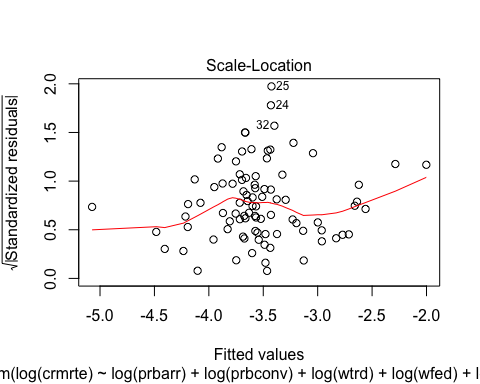 Scale-Location
√|Standardized residuals|
2.0
1.5
1.0
0.5
0.0
25
24
32
-5.0 -4.5 -4.0 -3.5 -3.0 -2.5 -2.0
Fitted values
m(log(crmrte) ~ log(prbarr) + log(prbconv) + log(wtrd) + log(wfed) + l